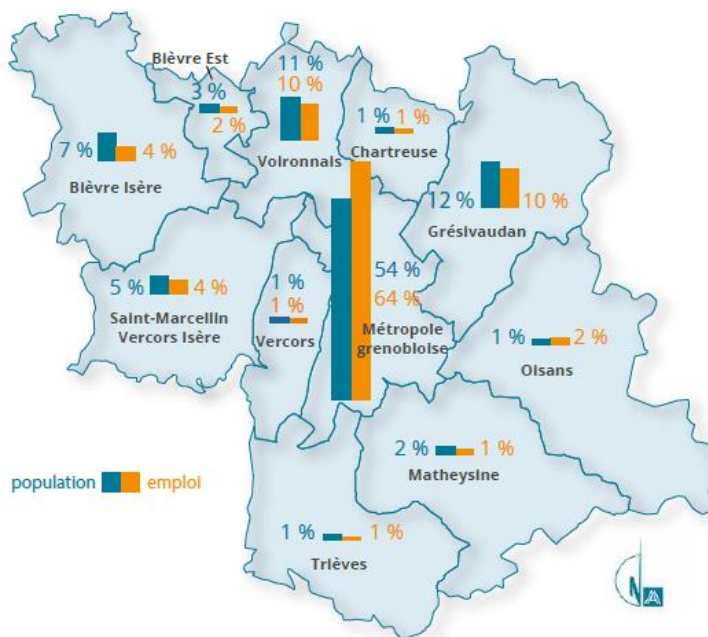 Bièvre Est
3 %
2 %
11 %
10 %
Voironnais
1 % 1 %
Chartreuse
7 % 4 %
Bièvre Isère
12 % 10 %
Grésivaudan
5 % 4 %
Saint-Marcellin
Vercors Isère
1 %
1 %
Vercors
54 %
64 %
Métropole
grenobloise
1 % 2 %
Oisans
2 % 1 %
Matheysine
population emploi
1 % 1 %
Trièves
N